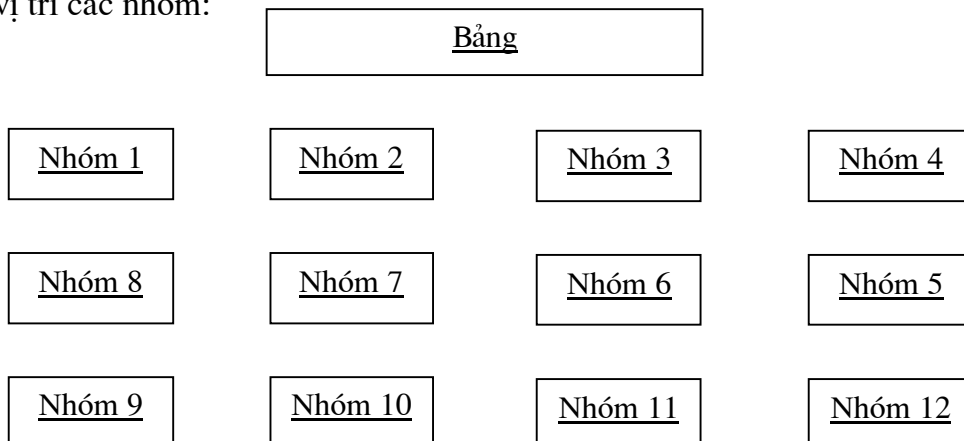 vị trí các nhóm:
Bảng
Nhóm 1 Nhóm 2 Nhóm 3 Nhóm 4
Nhóm 8 Nhóm 7 Nhóm 6 Nhóm 5
Nhóm 9 Nhóm 10 Nhóm 11 Nhóm 12